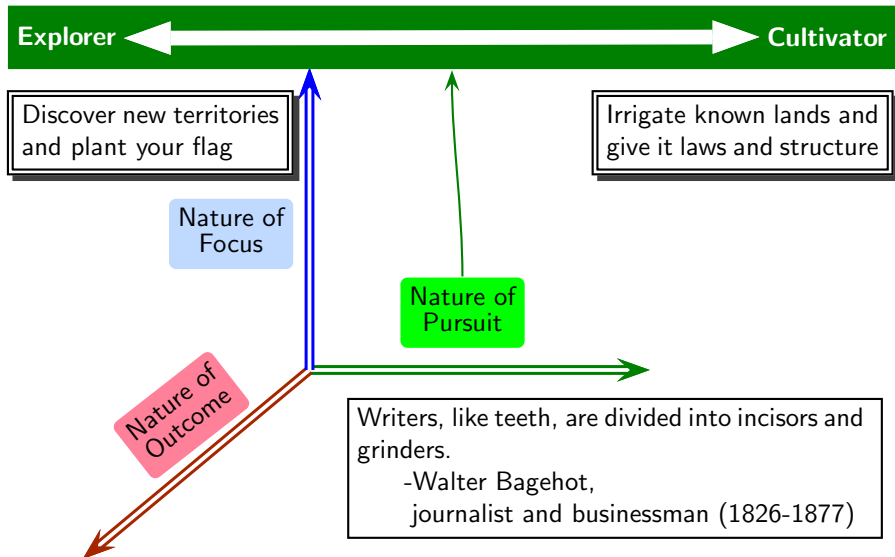 Explorer Cultivator
Discover new territories
and plant your flag
Irrigate known lands and
give it laws and structure
Nature of
Focus
Nature of
Pursuit
Nature of
Outcome
Writers, like teeth, are divided into incisors and
grinders.
-Walter Bagehot,
journalist and businessman (1826-1877)